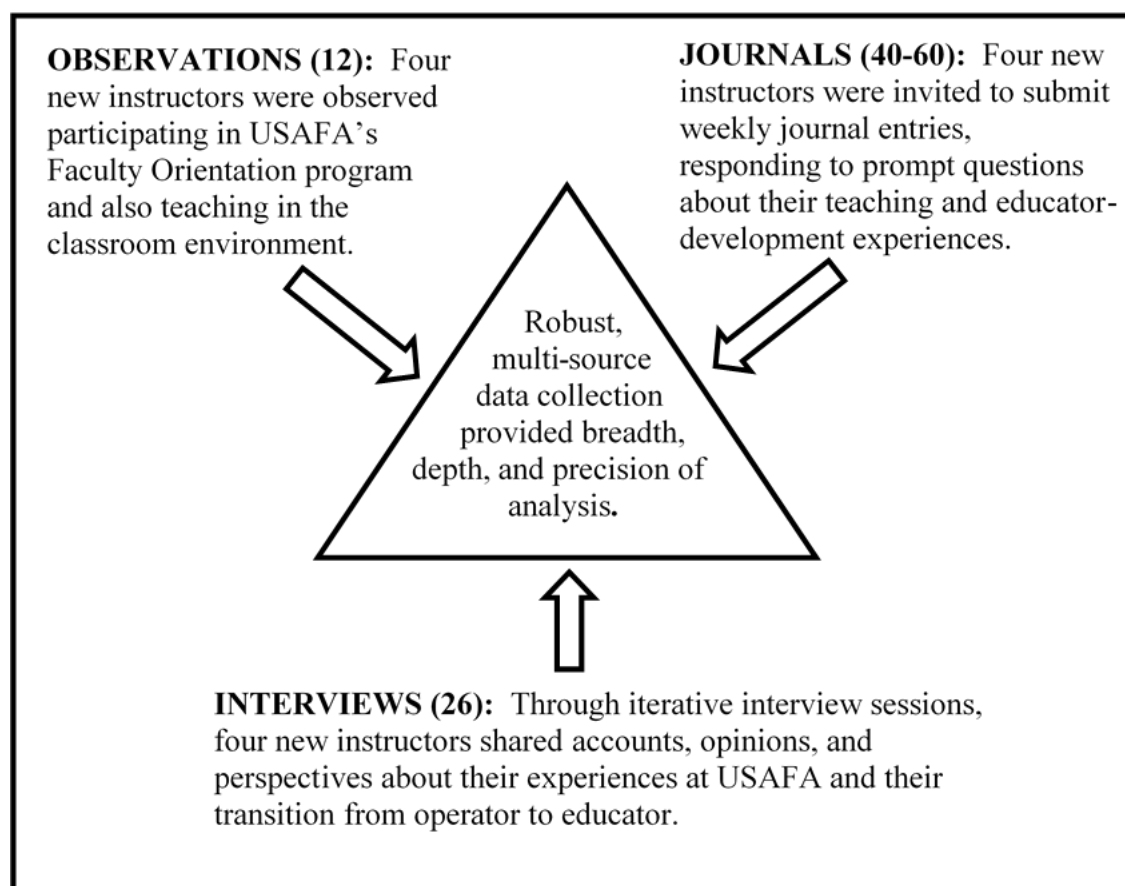 OBSERVATIONS (12):  Four
new instructors were observed
participating in USAFA’s
Faculty Orientation program
and also teaching in the
classroom environment.
JOURNALS (40-60):  Four new
instructors were invited to submit
weekly journal entries,
responding to prompt questions
about their teaching and educator-
development experiences.
Robust,
multi-source
data collection
provided breadth,
depth, and precision of
analysis.
INTERVIEWS (26):  Through iterative interview sessions,
four new instructors shared accounts, opinions, and
perspectives about their experiences at USAFA and their
transition from operator to educator.